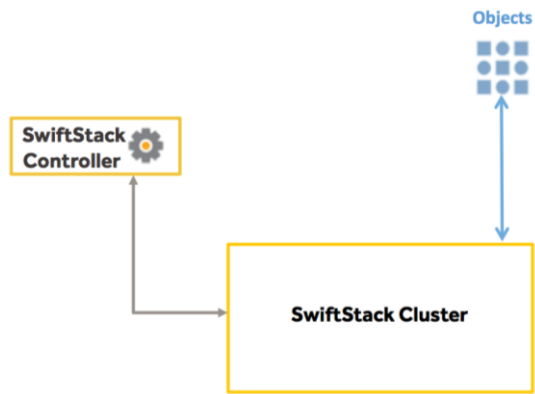 Objects
SwiftStack
Controller
SwiftStack Cluster